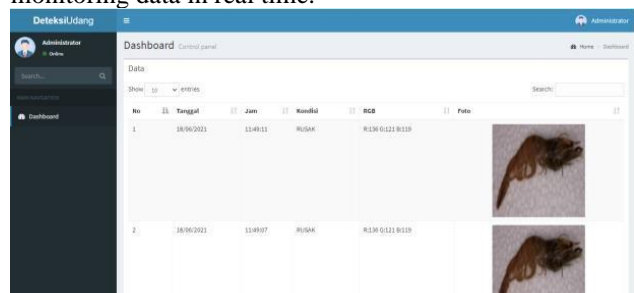 monitoring data in real time.
DeteksiUdang
Administrator
Administrator
Online
Dashboard Control panel
Home Dashboard
Search...
Data
Show 10 entries
Search:
Dashboard
No Tanggal Jam Kondisi RGB Foto
1 18/06/2021 11:49:11 RUSAK R:136 G:121 B:119
2 18/06/2021 11:49:07 RUSAK R:136 G:121 B:119